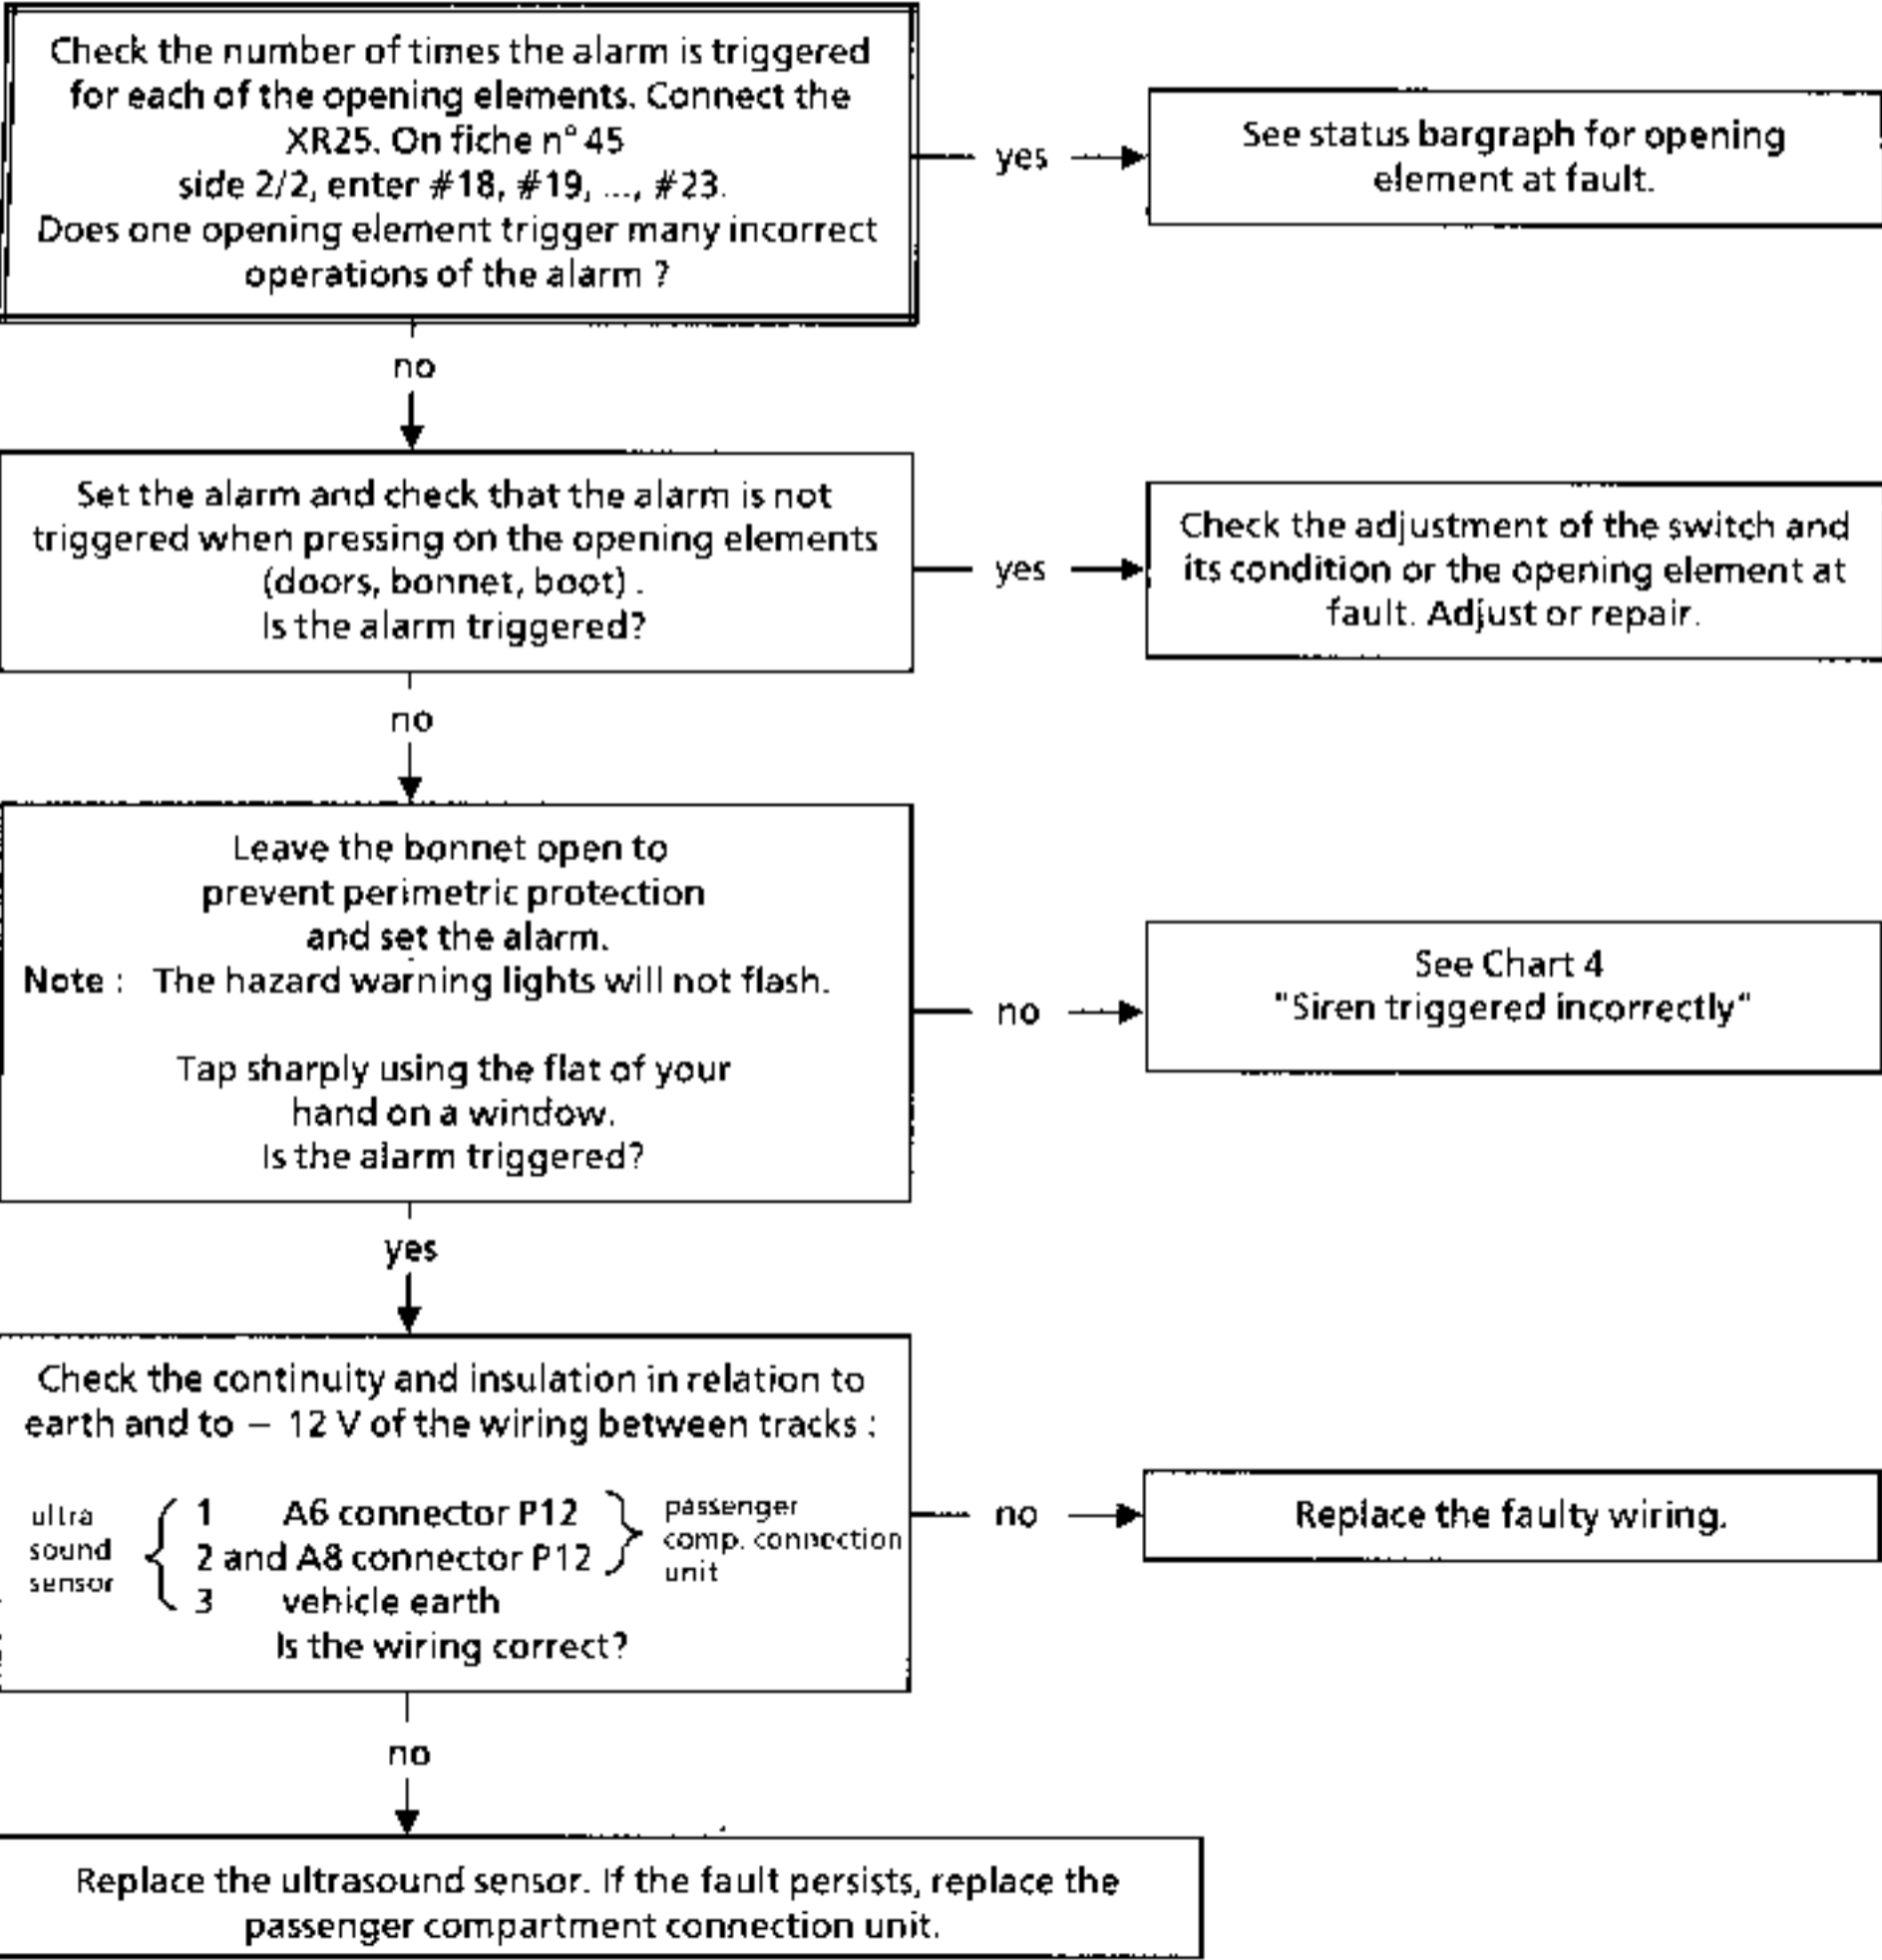 Check the number of times the alarm is triggered
for each of the opening elements. Connect the
XR25. On fiche n° 45
side 2/2, enter #18, #19, ..., #23.
Does one opening element trigger many incorrect
operations of the alarm ?
yes
See status bargraph for opening
element at fault.
no
Set the alarm and check that the alarm is not
triggered when pressing on the opening elements
(doors, bonnet, boot) .
Is the alarm triggered?
yes
Check the adjustment of the switch and
its condition or the opening element at
fault. Adjust or repair.
no
Leave the bonnet open to
prevent perimetric protection
and set the alarm.
Note : The hazard warning lights will not flash.
Tap sharply using the flat of your
hand on a window.
Is the alarm triggered?
no
See Chart 4
"Siren triggered incorrectly"
yes
Check the continuity and insulation in relation to
earth and to – 12 V of the wiring between tracks :
ultra
sound
sensor
1 A6 connector P12
2 and A8 connector P12
3 vehicle earth
passenger
comp. connection
unit
Is the wiring correct?
no
Replace the faulty wiring.
no
Replace the ultrasound sensor. If the fault persists, replace the
passenger compartment connection unit.